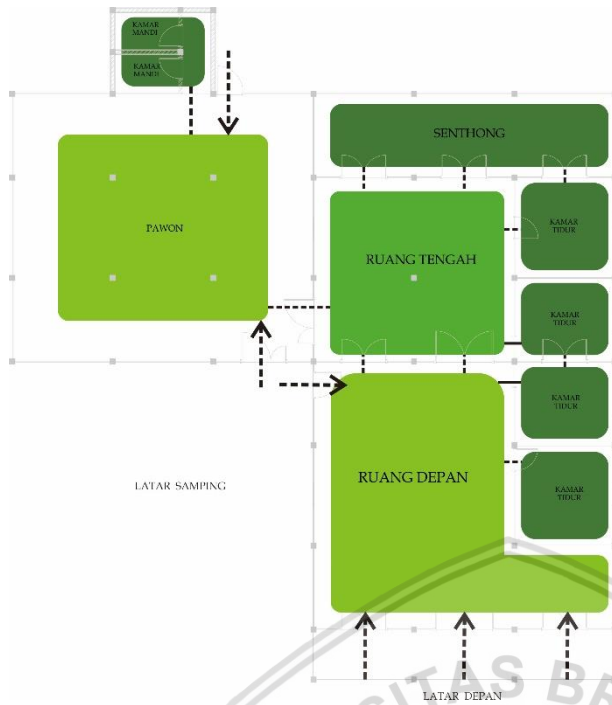 KAMAR
MANDI
KAMAR
MANDI
SENTHONG
PAWON
KAMAR
TIDUR
RUANG TENGAH
KAMAR
TIDUR
KAMAR
TIDUR
RUANG DEPAN
LATAR SAMPING
KAMAR
TIDUR
SITAS BR
LATAR DEPAN